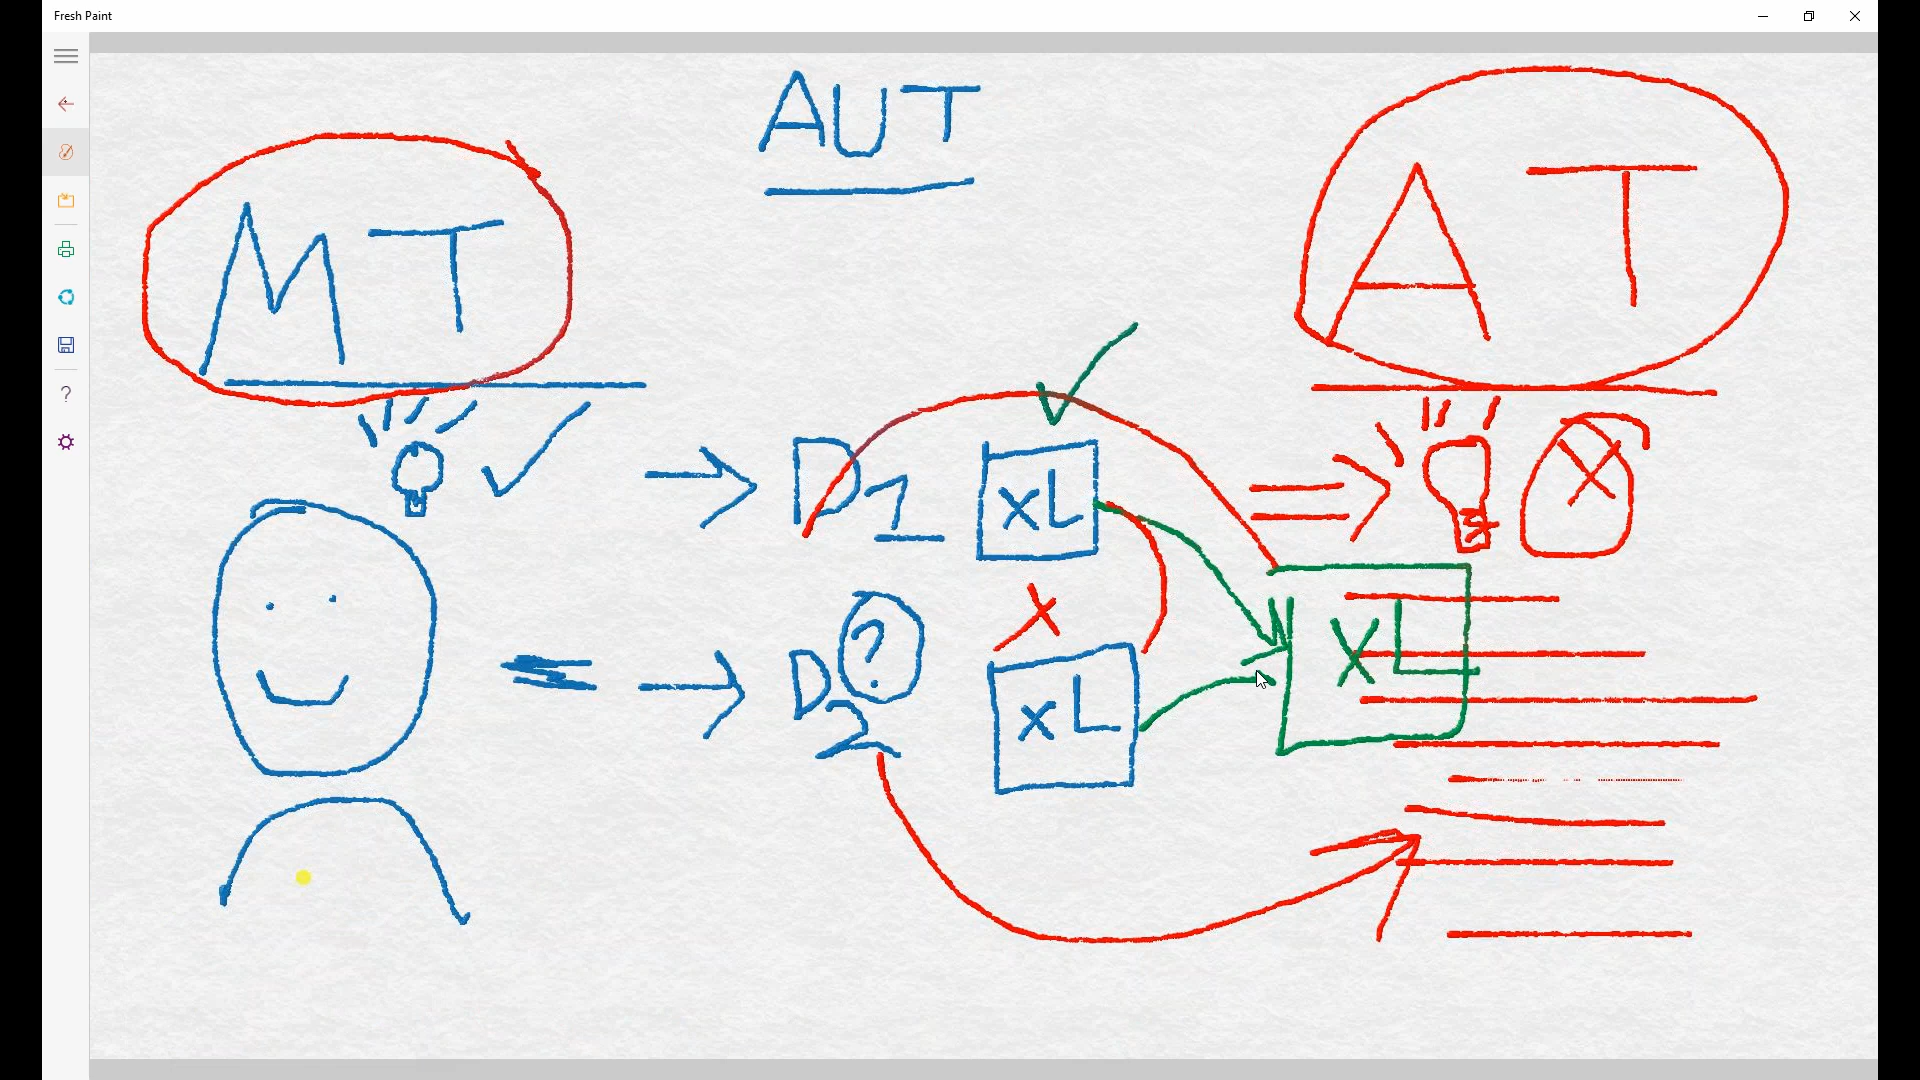 Fresh Paint
AUT
MT
AT
D1
XL
D2
?
XL
XL